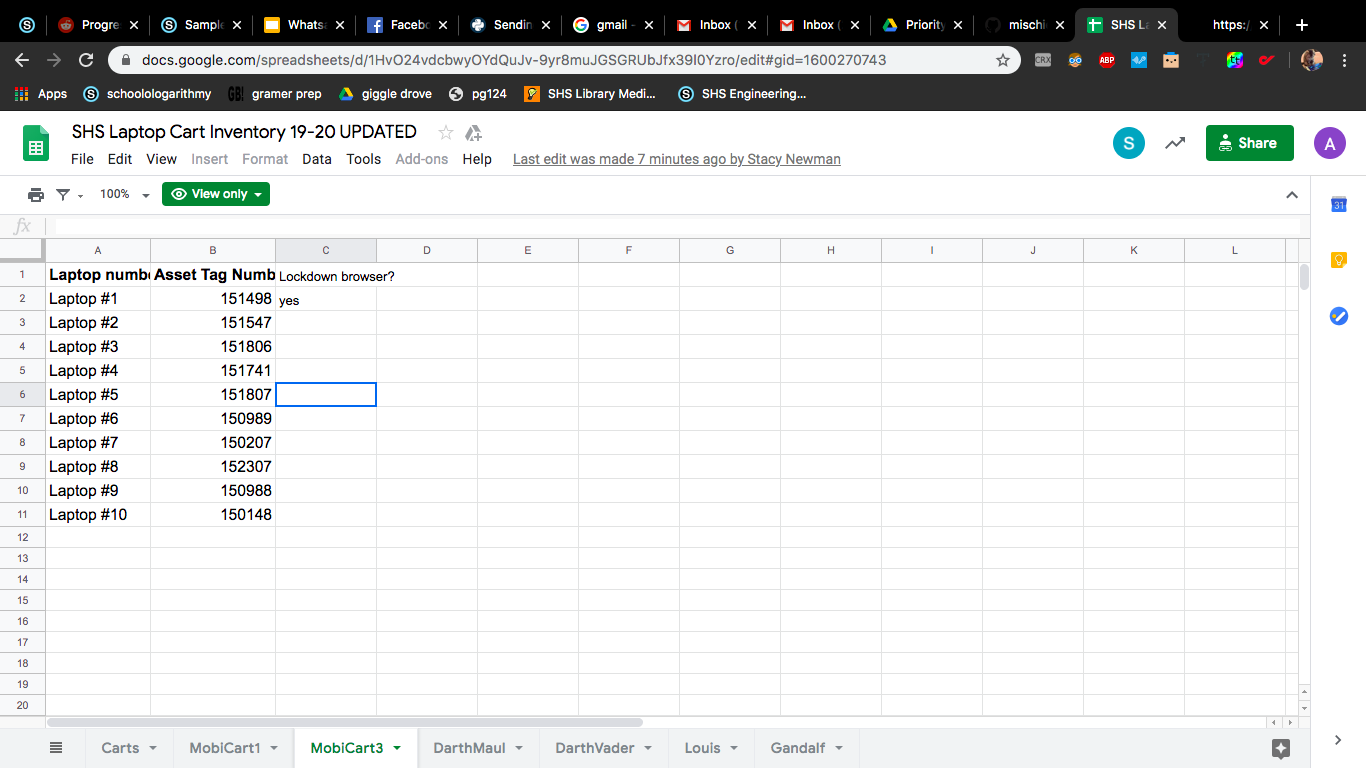 Progre
Sample
Whats
Facebo
Sendin
gmail -
Inbox (
Inbox (
Priority
mischi
SHS La
https:/
docs.google.com/spreadsheets/d/1HvO24vdcbwyOYdQuJv-9yr8muJGSGRUbJfx39I0Yzro/edit#gid=1600270743
CRX
ABP
Apps
schoolologarithmy
GB!
gramer prep
giggle drove
pg124
SHS Library Medi...
SHS Engineering...
SHS Laptop Cart Inventory 19-20 UPDATED
File Edit View Insert Format Data Tools Add-ons Help Last edit was made 7 minutes ago by Stacy Newman
S
Share
A
100%
View only
31
fx
A B C D E F G H I J K L
1 Laptop numbe Asset Tag Numb Lockdown browser?
2 Laptop #1 151498 yes
3 Laptop #2 151547
4 Laptop #3 151806
5 Laptop #4 151741
6 Laptop #5 151807
7 Laptop #6 150989
8 Laptop #7 150207
9 Laptop #8 152307
10 Laptop #9 150988
11 Laptop #10 150148
12
13
14
15
16
17
18
19
20
Carts MobiCart1 MobiCart3 DarthMaul DarthVader Louis Gandalf